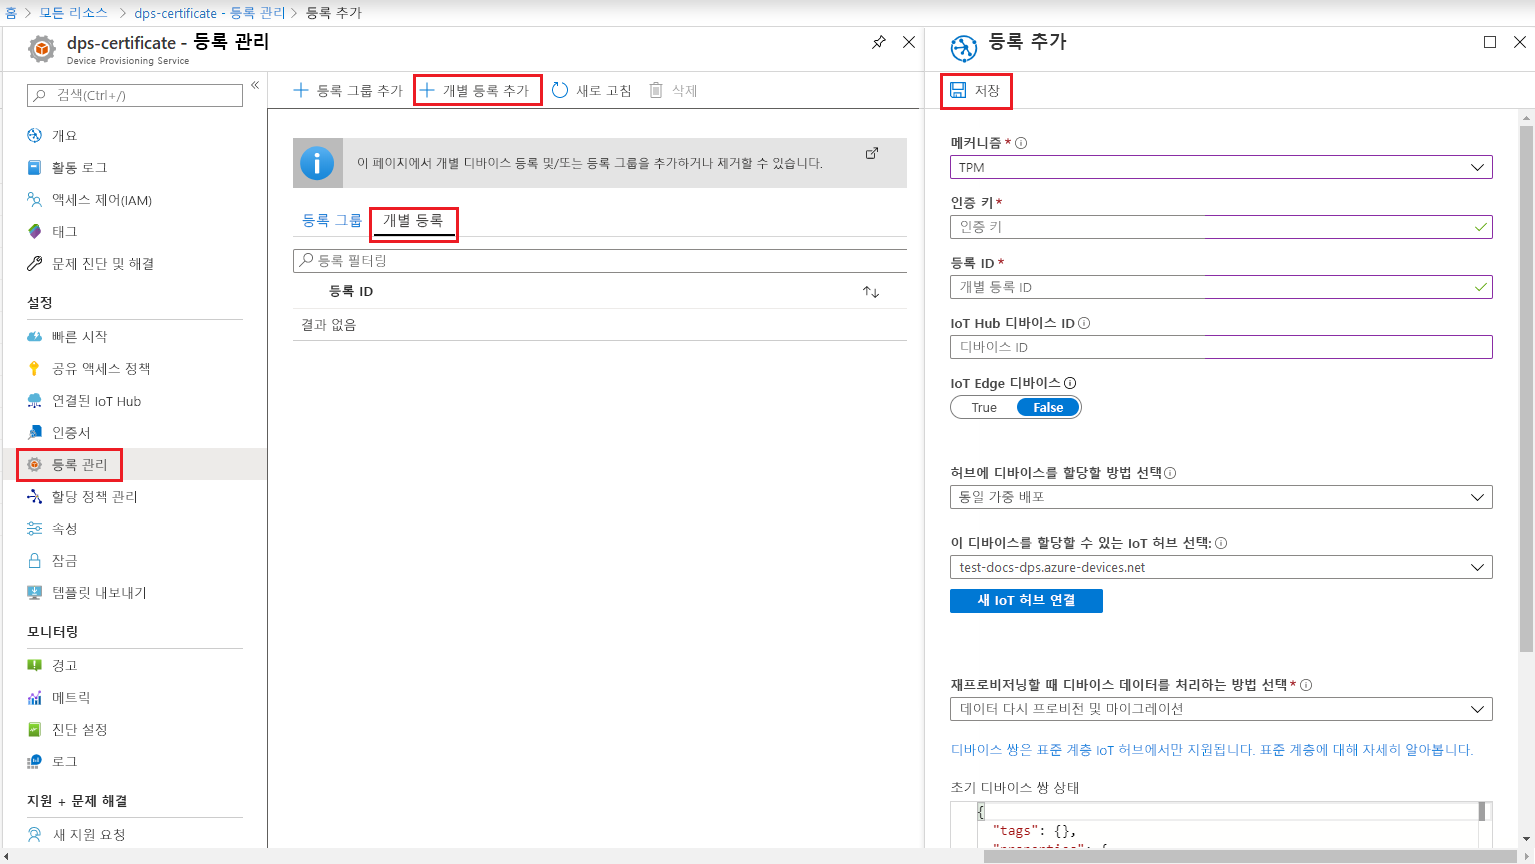 홈 > 모든 리소스 > dps-certificate - 등록 관리 > 등록 추가
dps-certificate - 등록 관리
Device Provisioning Service
검색(Ctrl+/)
개요
활동 로그
액세스 제어(IAM)
태그
문제 진단 및 해결
설정
빠른 시작
공유 액세스 정책
연결된 IoT Hub
인증서
등록 관리
할당 정책 관리
속성
잠금
템플릿 내보내기
모니터링
경고
메트릭
진단 설정
로그
지원 + 문제 해결
새 지원 요청
등록 그룹 추가 개별 등록 추가 새로 고침 삭제
이 페이지에서 개별 디바이스 등록 및/또는 등록 그룹을 추가하거나 제거할 수 있습니다.
등록 그룹 개별 등록
등록 필터링
등록 ID
결과 없음
등록 추가
저장
메커니즘 *
TPM
인증 키 *
인증 키
등록 ID *
개별 등록 ID
IoT Hub 디바이스 ID
디바이스 ID
IoT Edge 디바이스
True False
허브에 디바이스를 할당할 방법 선택
동일 가중 배포
이 디바이스를 할당할 수 있는 IoT 허브 선택:
test-docs-dps.azure-devices.net
새 IoT 허브 연결
재프로비저닝할 때 디바이스 데이터를 처리하는 방법 선택 *
데이터 다시 프로비전 및 마이그레이션
디바이스 쌍은 표준 계층 IoT 허브에서만 지원됩니다. 표준 계층에 대해 자세히 알아봅니다.
초기 디바이스 쌍 상태
{
"tags": {},